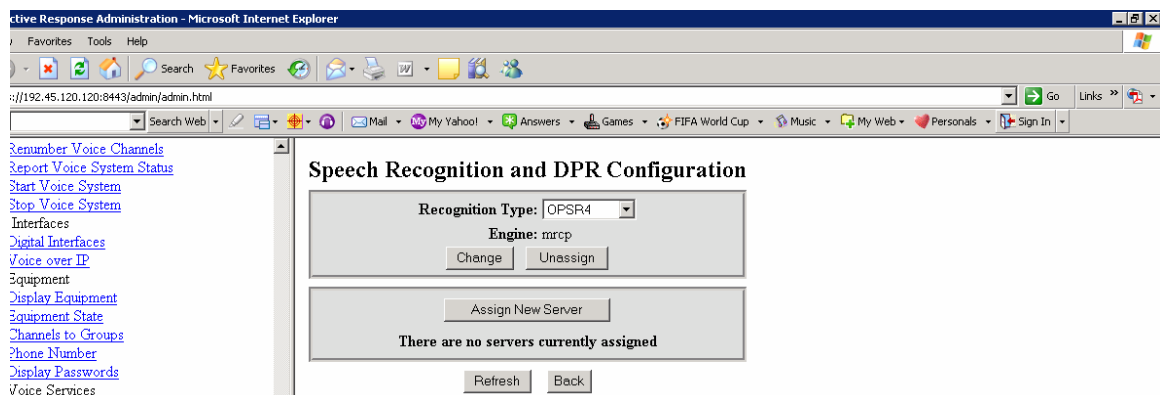 ctive Response Administration - Microsoft Internet Explorer
Favorites Tools Help
Search Favorites
://192.45.120.120:8443/admin/admin.html Go Links »
Search Web Mail My Yahoo! Answers Games FIFA World Cup Music My Web Personals Sign In
Renumber Voice Channels
Report Voice System Status
Start Voice System
Stop Voice System
Interfaces
Digital Interfaces
Voice over IP
Equipment
Display Equipment
Equipment State
Channels to Groups
Phone Number
Display Passwords
Voice Services
Speech Recognition and DPR Configuration
Recognition Type: OPSR4
Engine: mrcp
Change Unassign
Assign New Server
There are no servers currently assigned
Refresh Back